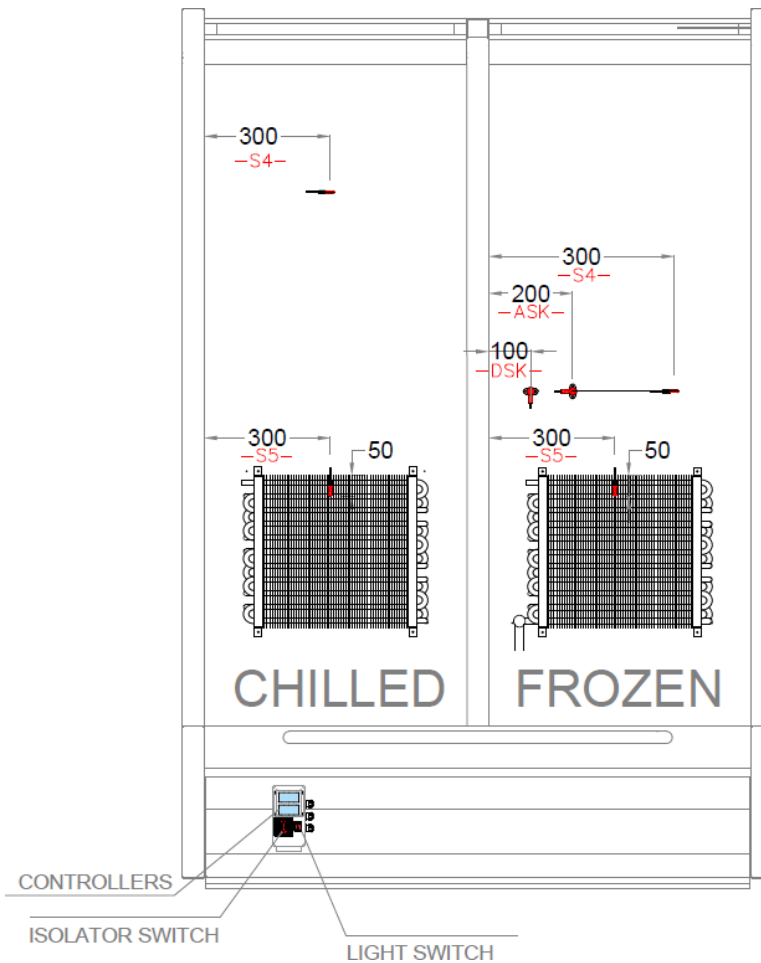 300
-S4-
300
-S4-
200
-ASK-
100
-DSK-
300
-S5-
50
300
-S5-
50
CHILLED
FROZEN
CONTROLLERS
ISOLATOR SWITCH
LIGHT SWITCH